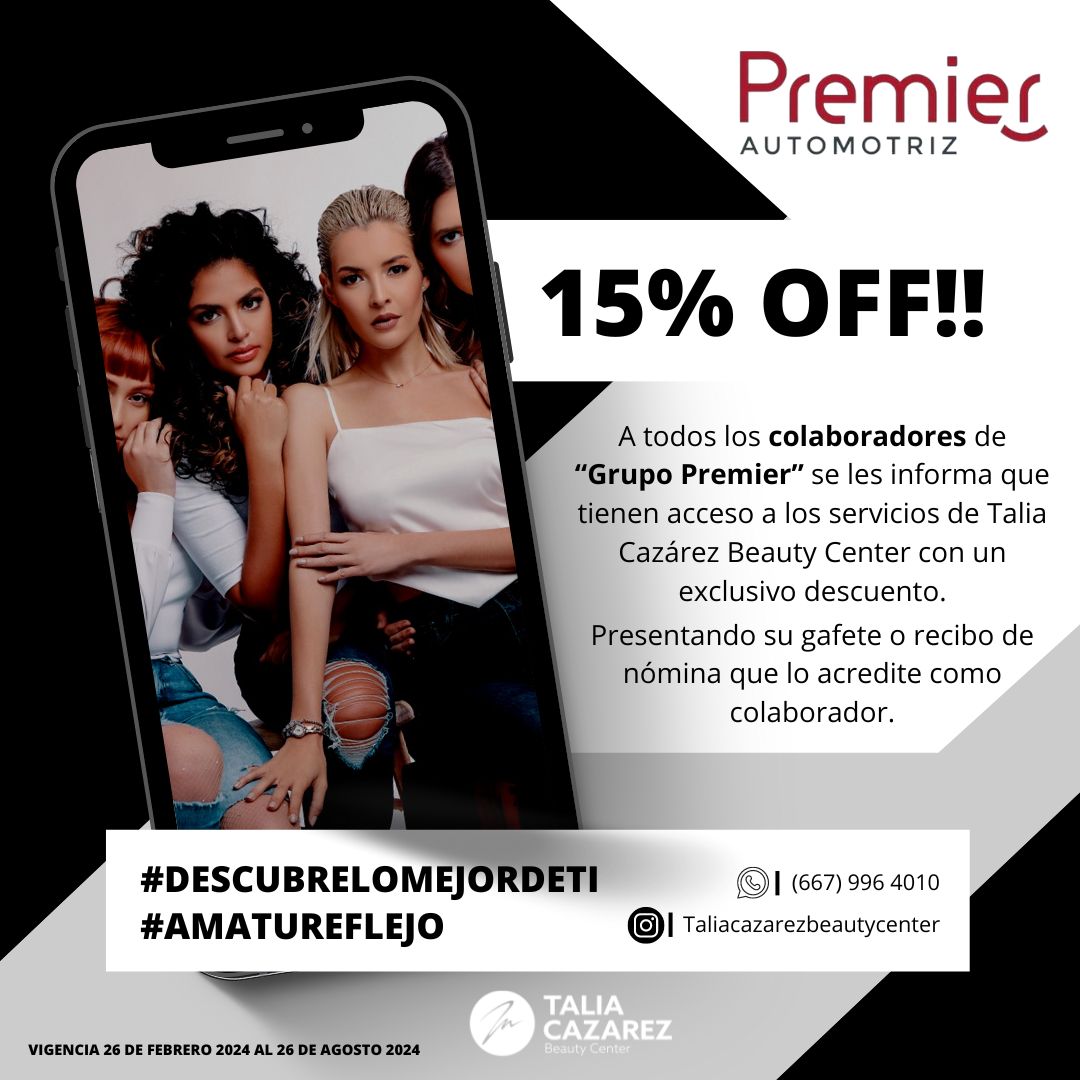 Premier
AUTOMOTRIZ
15% OFF!!
A todos los colaboradores de
“Grupo Premier” se les informa que
tienen acceso a los servicios de Talia
Cazárez Beauty Center con un
exclusivo descuento.
Presentando su gafete o recibo de
nómina que lo acredite como
colaborador.
#DESCUBRELOMEJORDETI
#AMATUREFLEJO
(667) 996 4010
Taliacazarezbeautycenter
TALIA
CAZAREZ
Beauty Center
VIGENCIA 26 DE FEBRERO 2024 AL 26 DE AGOSTO 2024